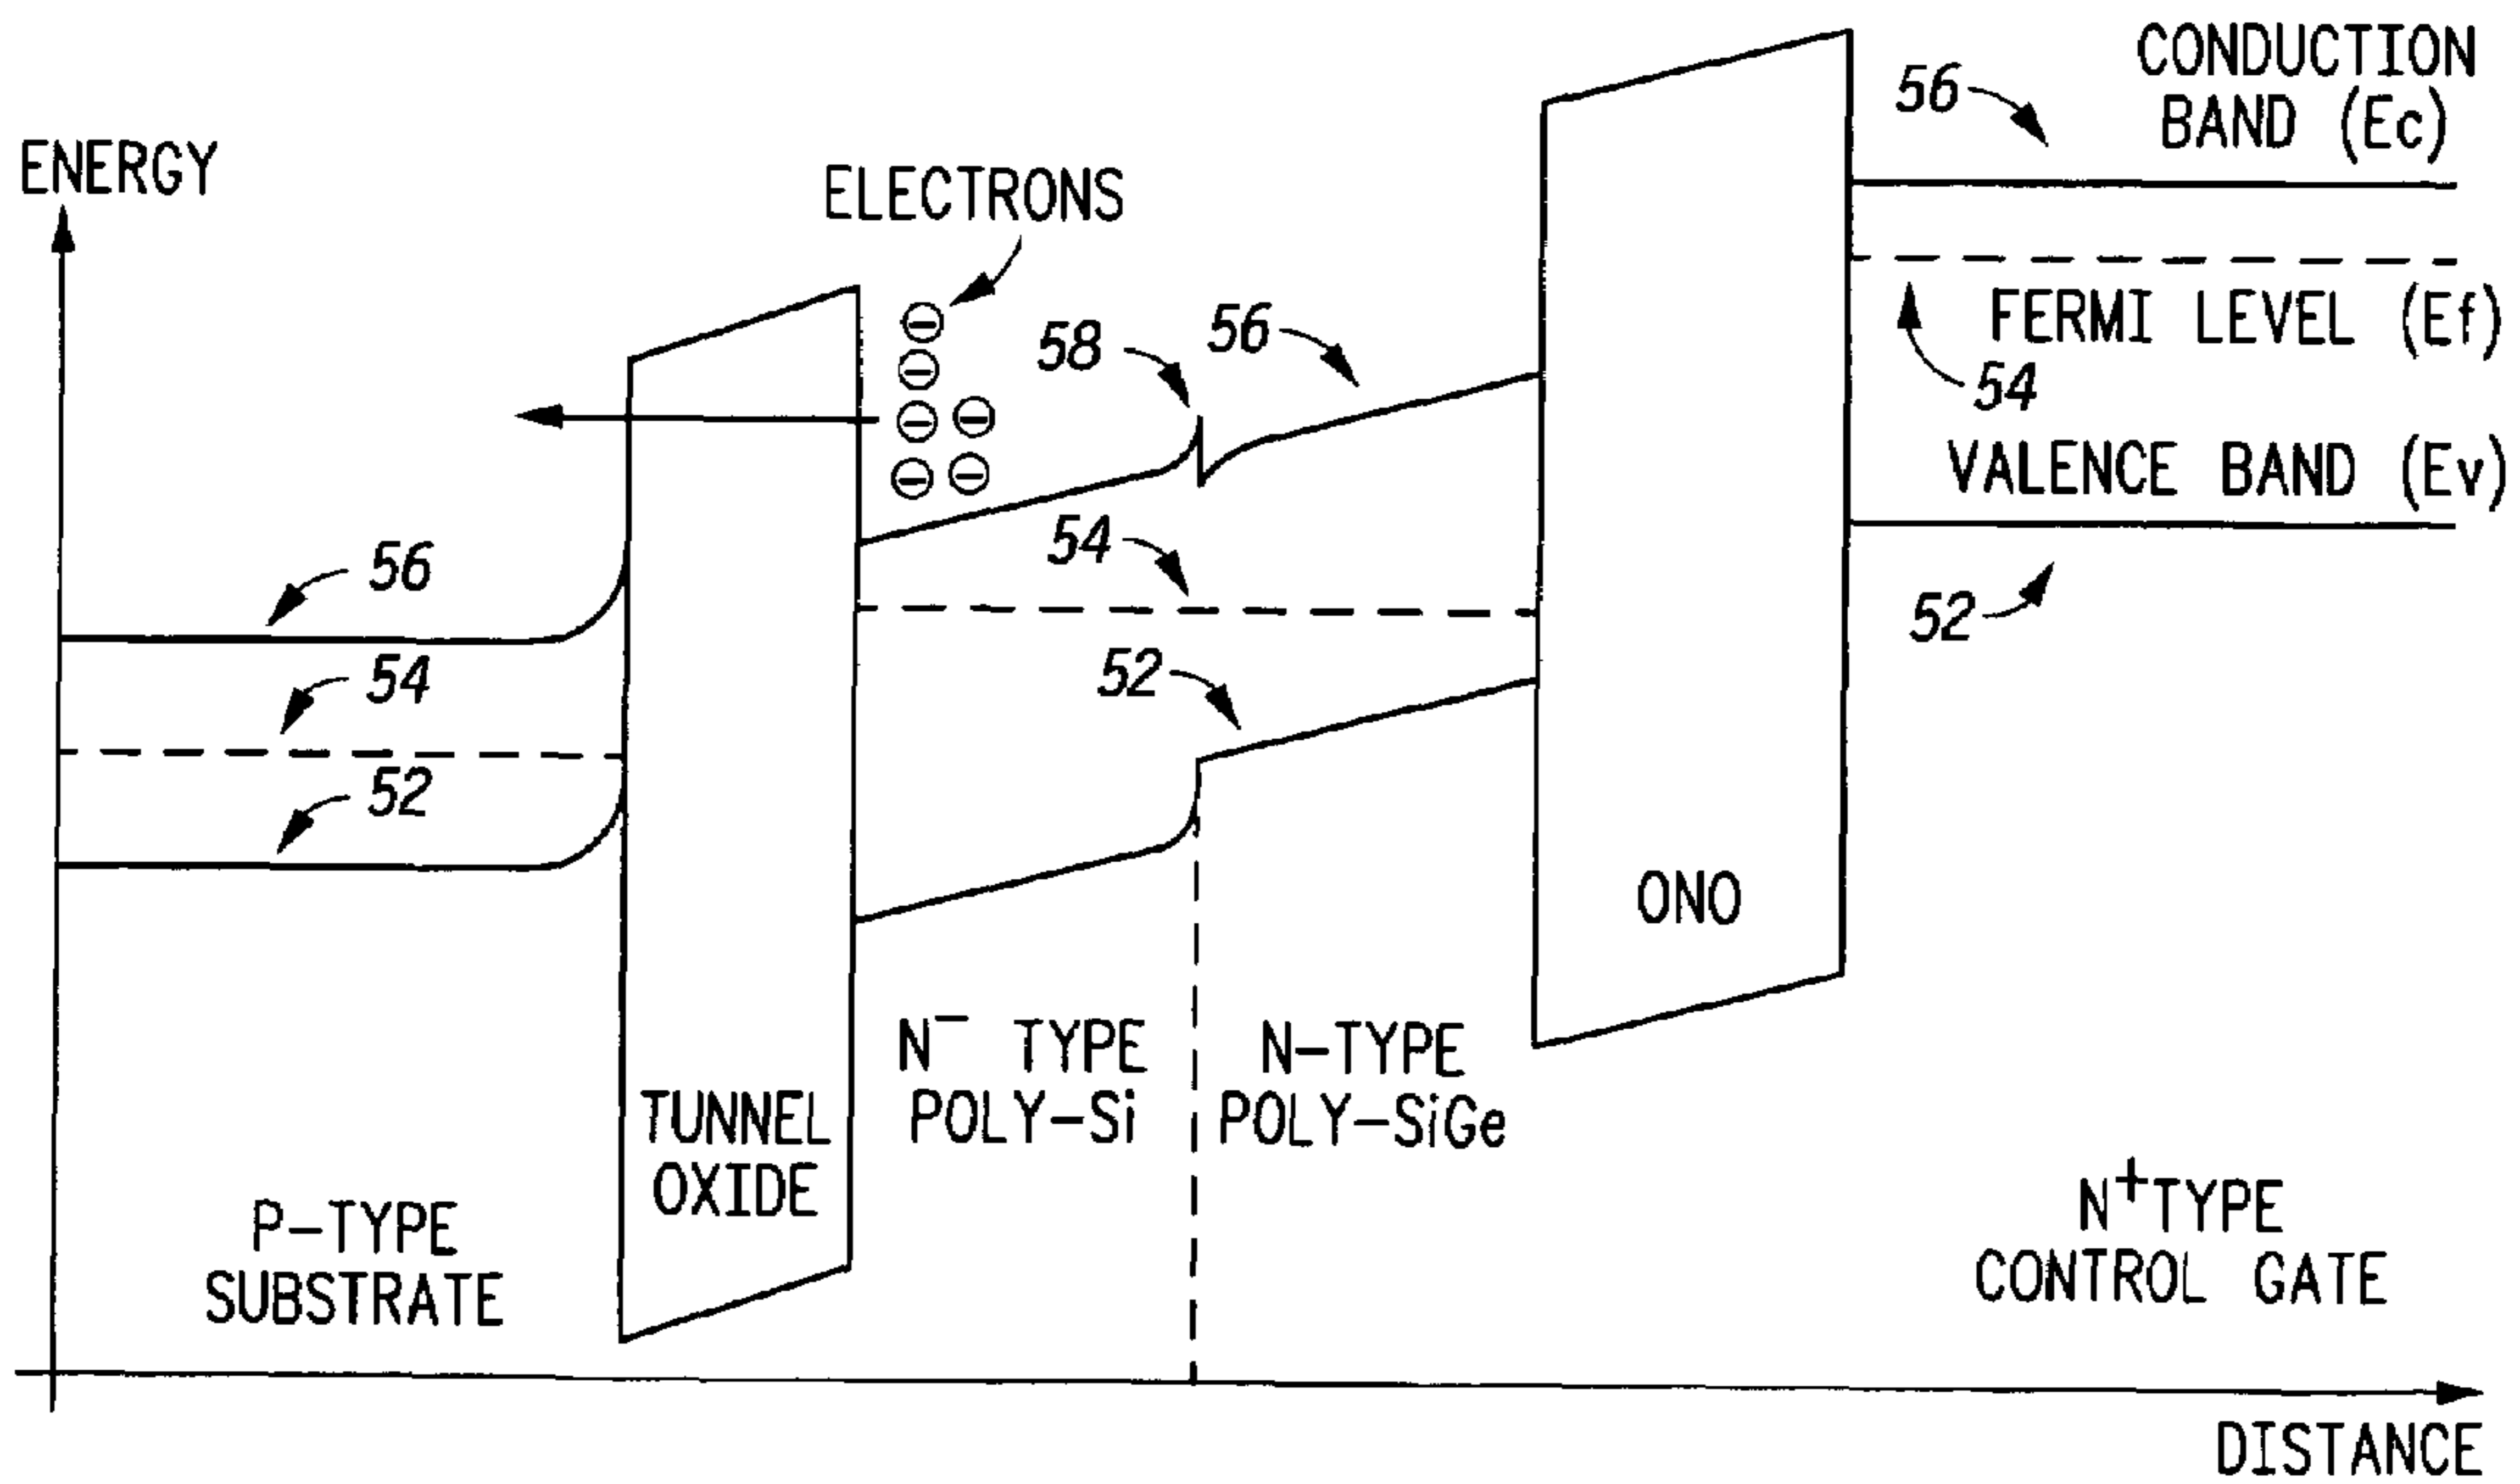 CONDUCTION
BAND (Ec)
56
ENERGY
ELECTRONS
58
56
FERMI LEVEL (Ef)
54
VALENCE BAND (Ev)
54
56
52
54
52
52
ONO
N⁻ TYPE
POLY-Si
N-TYPE
POLY-SiGe
TUNNEL
OXIDE
P-TYPE
SUBSTRATE
N⁺TYPE
CONTROL GATE
DISTANCE